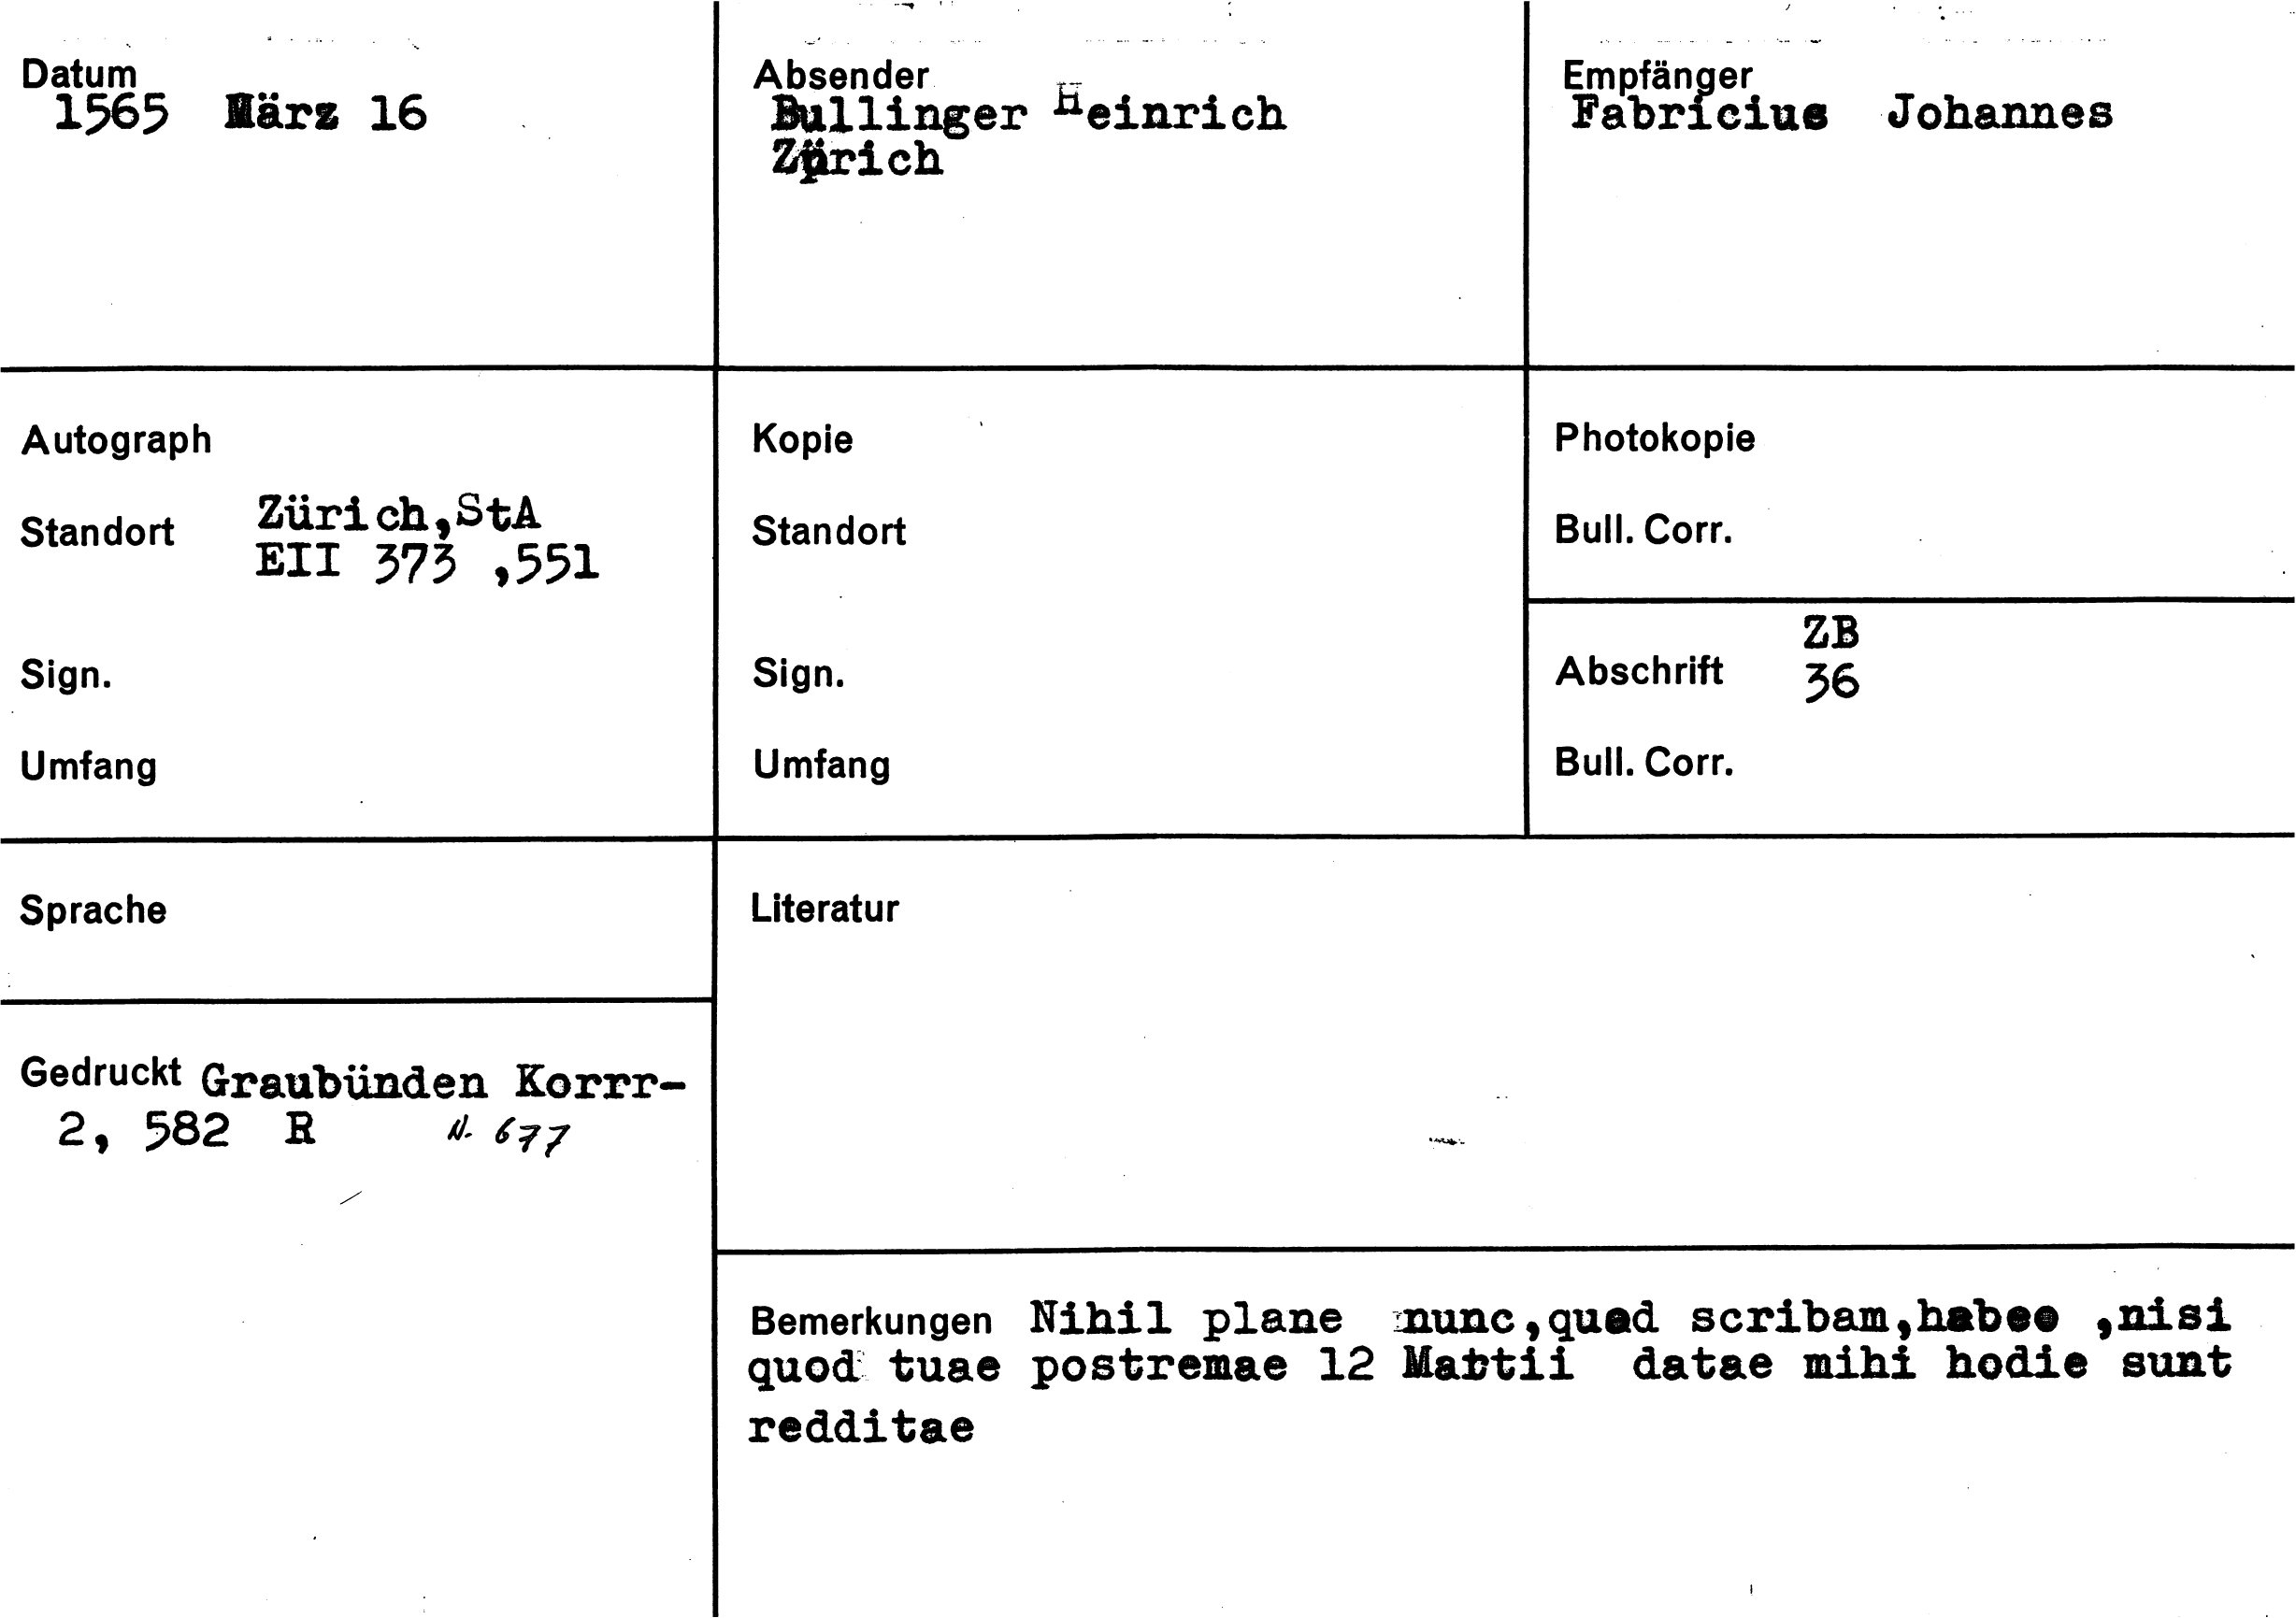 Datum
1565 März 16
Absender
Bullinger Heinrich
Zürich
Empfänger
Fabricius Johannes
Autograph
Standort Zürich,StA
EII 373 ,551
Sign.
Umfang
Kopie
Standort
Sign.
Umfang
Photokopie
Bull. Corr.
ZB
Abschrift 36
Bull. Corr.
Sprache
Gedruckt Graubünden Korrr-
2, 582 R N. 677
Literatur
Bemerkungen Nihil plane nunc,quod scribam,habeo ,nisi
quod tuae postremae 12 Martii datae mihi hodie sunt
redditae